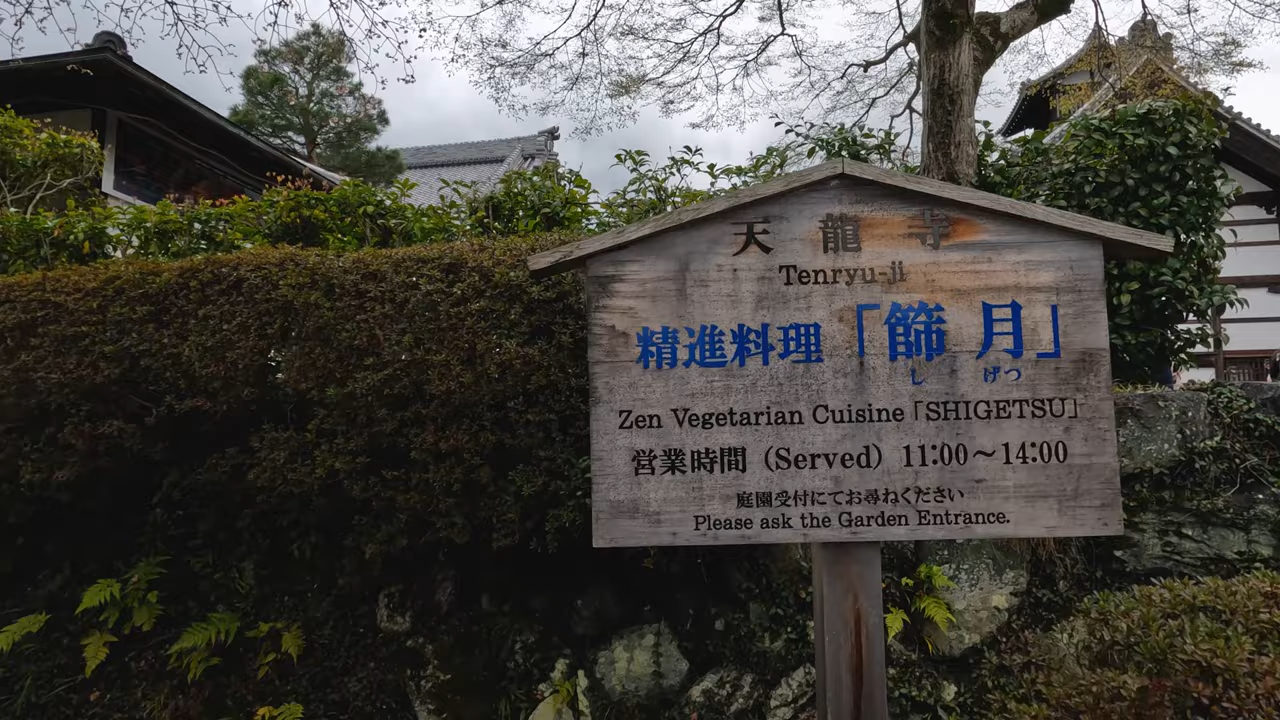 天龍寺
Tenryu-ji
精進料理「篩月」
し げつ
Zen Vegetarian Cuisine「SHIGETSU」
営業時間 (Served) 11:00〜14:00
庭園受付にてお尋ねください
Please ask the Garden Entrance.